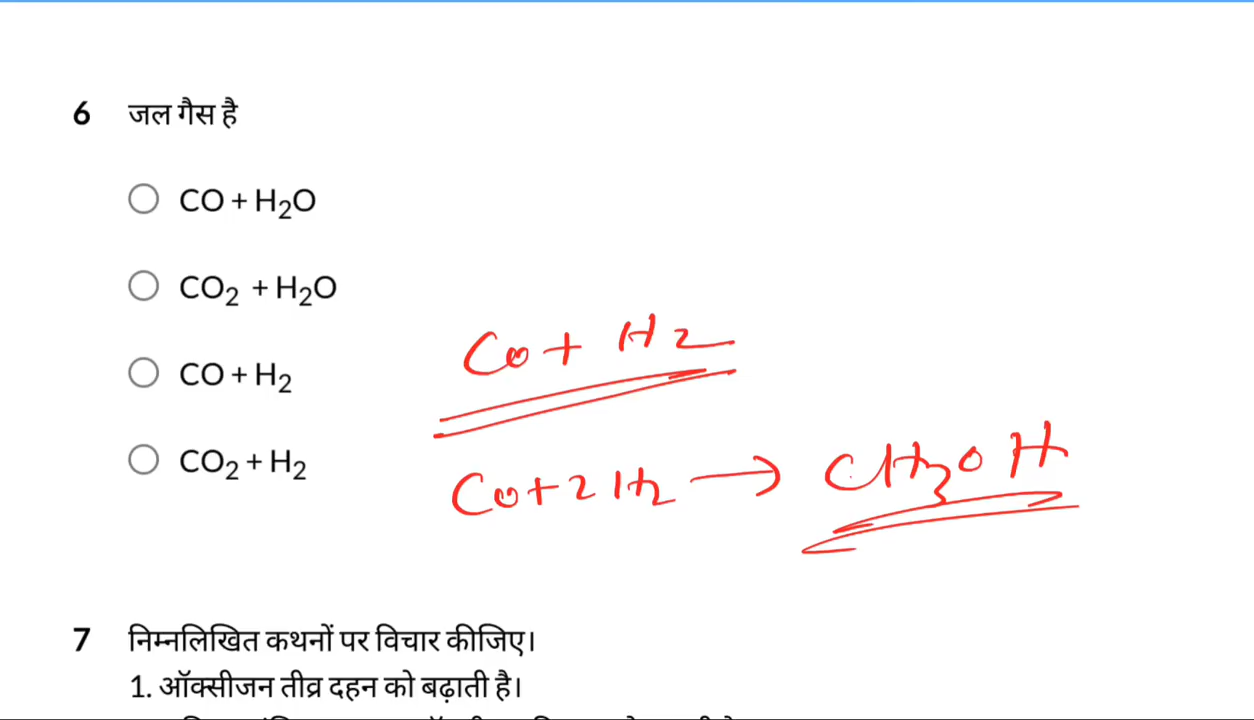 6 जल गैस है
CO + H₂O
CO₂ + H₂O
CO + H₂
CO₂ + H₂
CO + H₂
CO + 2H₂ → CH₃OH
7 निम्नलिखित कथनों पर विचार कीजिए।
1. ऑक्सीजन तीव्र दहन को बढ़ाती है।